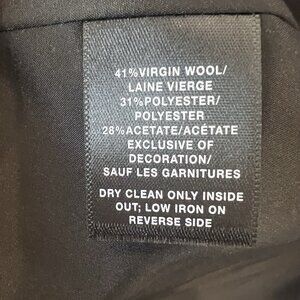 41%VIRGIN WOOL/
LAINE VIERGE
31%POLYESTER/
POLYESTER
28%ACETATE/ACÉTATE
EXCLUSIVE OF
DECORATION/
SAUF LES GARNITURES
DRY CLEAN ONLY INSIDE
OUT; LOW IRON ON
REVERSE SIDE